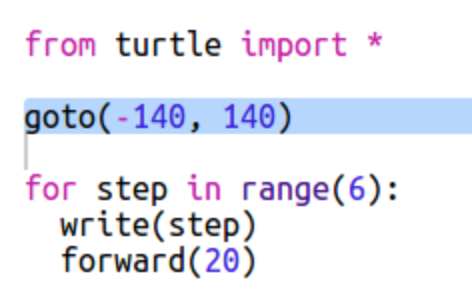 from turtle import *
goto(-140, 140)
for step in range(6):
  write(step)
  forward(20)